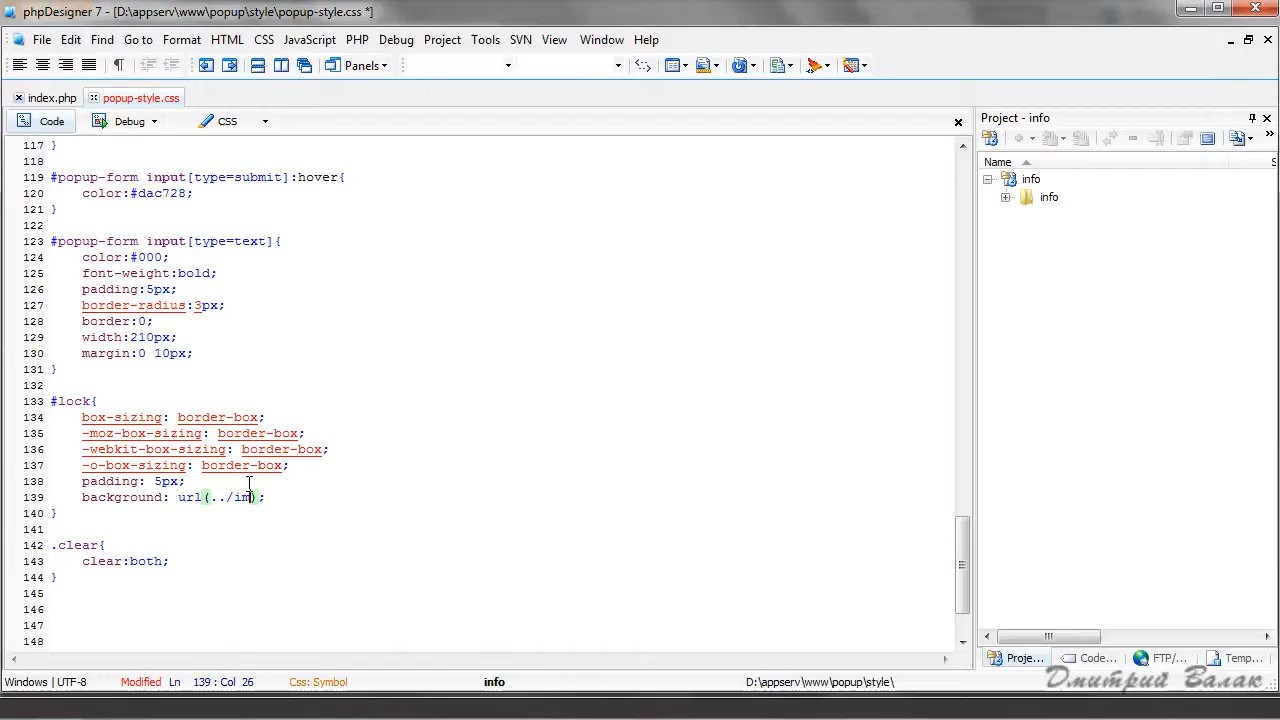 phpDesigner 7 - [D:\appserv\www\popup\style\popup-style.css *]
File Edit Find Go to Format HTML CSS JavaScript PHP Debug Project Tools SVN View Window Help
Panels
index.php popup-style.css
Code Debug CSS
Project - info
Name S
info
info
117 }
118
119 #popup-form input[type=submit]:hover{
120 color:#dac728;
121 }
122
123 #popup-form input[type=text]{
124 color:#000;
125 font-weight:bold;
126 padding:5px;
127 border-radius:3px;
128 border:0;
129 width:210px;
130 margin:0 10px;
131 }
132
133 #lock{
134 box-sizing: border-box;
135 -moz-box-sizing: border-box;
136 -webkit-box-sizing: border-box;
137 -o-box-sizing: border-box;
138 padding: 5px;
139 background: url(../im);
140 }
141
142 .clear{
143 clear:both;
144 }
145
146
147
148
Proje... Code... FTP/... Temp...
Windows | UTF-8 Modified Ln 139 : Col 26 Css: Symbol info D:\appserv\www\popup\style\
Дмитрий Валак